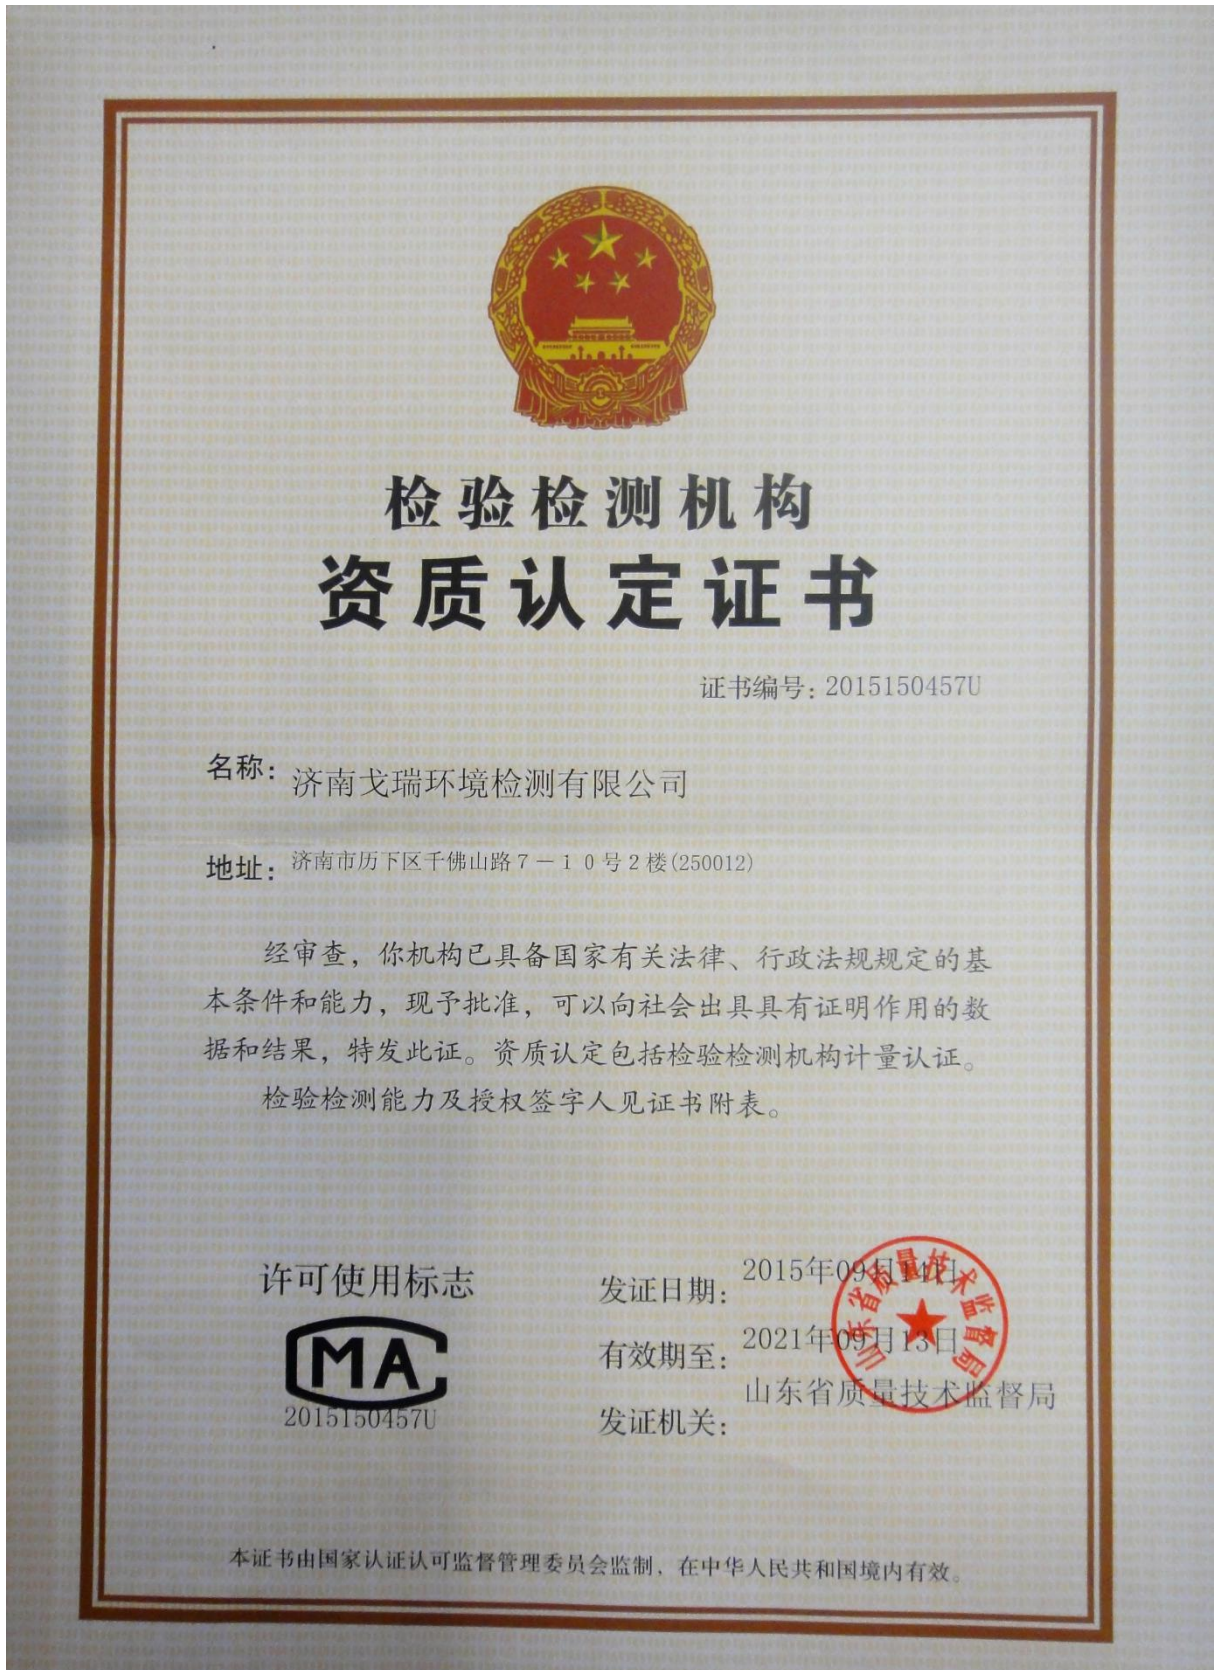 检验检测机构
资质认定证书
证书编号：2015150457U
名称：济南戈瑞环境检测有限公司
地址：济南市历下区千佛山路７－１０号２楼(250012)
经审查，你机构已具备国家有关法律、行政法规规定的基
本条件和能力，现予批准，可以向社会出具具有证明作用的数
据和结果，特发此证。资质认定包括检验检测机构计量认证。
检验检测能力及授权签字人见证书附表。
许可使用标志
MA
2015150457U
发证日期：2015年09月14日
有效期至：2021年09月13日
发证机关：山东省质量技术监督局
山东省质量技术监督局
本证书由国家认证认可监督管理委员会监制，在中华人民共和国境内有效。